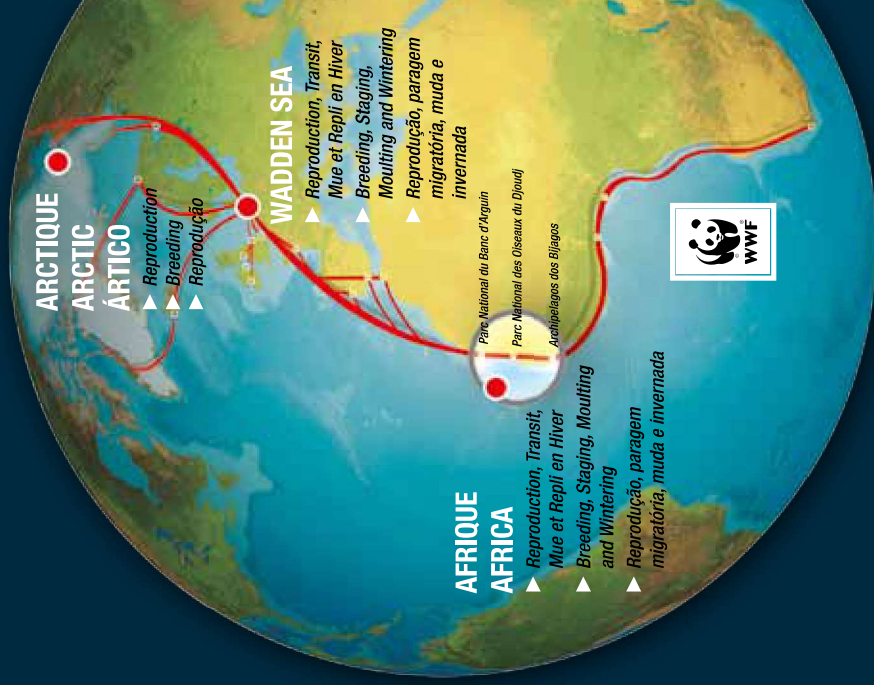 ARCTIQUE
ARCTIC
ÁRTICO
Reproduction
Breeding
Reprodução
WADDEN SEA
Reproduction, Transit,
Mue et Repli en Hiver
Breeding, Staging,
Moulting and Wintering
Reprodução, paragem
migratória, muda e
invernada
Parc National du Banc d'Arguin
Parc National des Oiseaux du Djoudj
Archipelagos dos Bijagos
AFRIQUE
AFRICA
Reproduction, Transit,
Mue et Repli en Hiver
Breeding, Staging, Moulting
and Wintering
Reprodução, paragem
migratória, muda e invernada
WWF